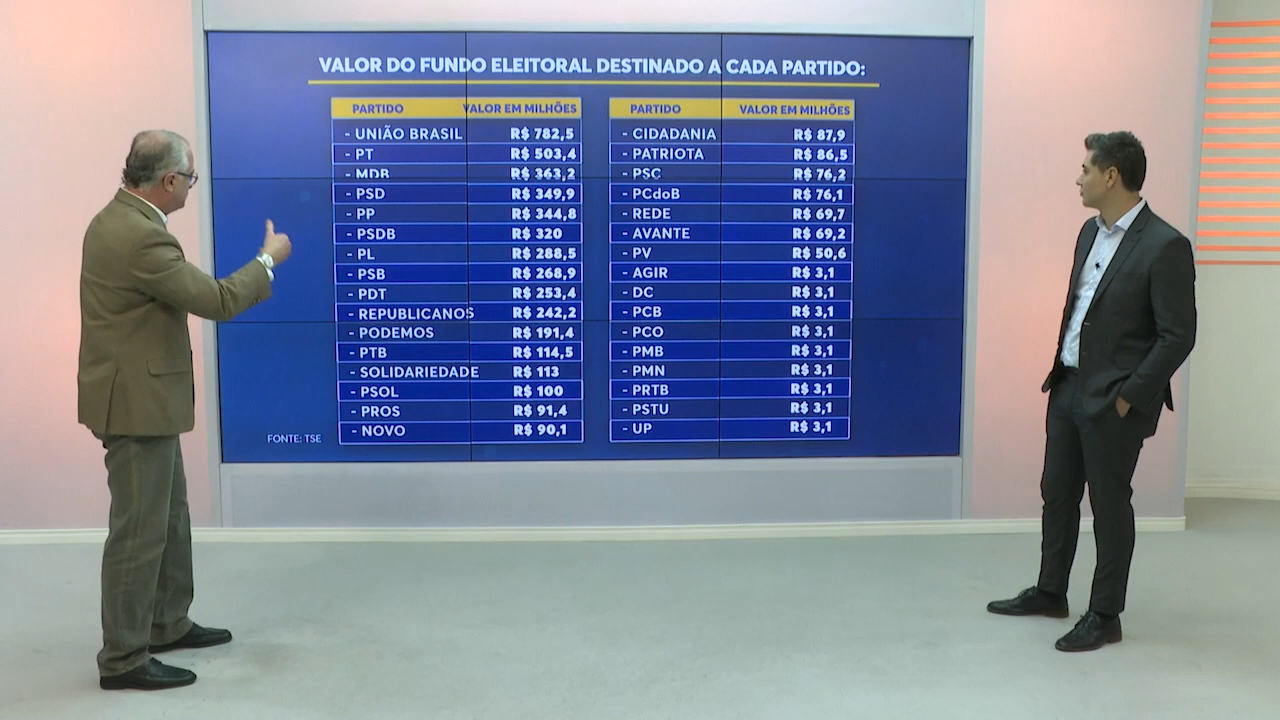 VALOR DO FUNDO ELEITORAL DESTINADO A CADA PARTIDO:
PARTIDO VALOR EM MILHÕES
- UNIÃO BRASIL R$ 782,5
- PT R$ 503,4
- MDB R$ 363,2
- PSD R$ 349,9
- PP R$ 344,8
- PSDB R$ 320
- PL R$ 288,5
- PSB R$ 268,9
- PDT R$ 253,4
- REPUBLICANOS R$ 242,2
- PODEMOS R$ 191,4
- PTB R$ 114,5
- SOLIDARIEDADE R$ 113
- PSOL R$ 100
- PROS R$ 91,4
- NOVO R$ 90,1
PARTIDO VALOR EM MILHÕES
- CIDADANIA R$ 87,9
- PATRIOTA R$ 86,5
- PSC R$ 76,2
- PCdoB R$ 76,1
- REDE R$ 69,7
- AVANTE R$ 69,2
- PV R$ 50,6
- AGIR R$ 3,1
- DC R$ 3,1
- PCB R$ 3,1
- PCO R$ 3,1
- PMB R$ 3,1
- PMN R$ 3,1
- PRTB R$ 3,1
- PSTU R$ 3,1
- UP R$ 3,1
FONTE: TSE